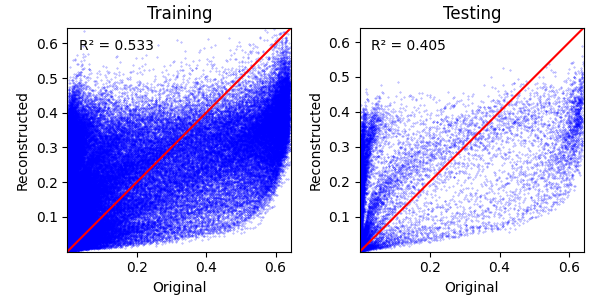 Training
Testing
R² = 0.533
R² = 0.405
Reconstructed
0.6
0.5
0.4
0.3
0.2
0.1
0.2
0.4
0.6
Original
Reconstructed
0.6
0.5
0.4
0.3
0.2
0.1
0.2
0.4
0.6
Original